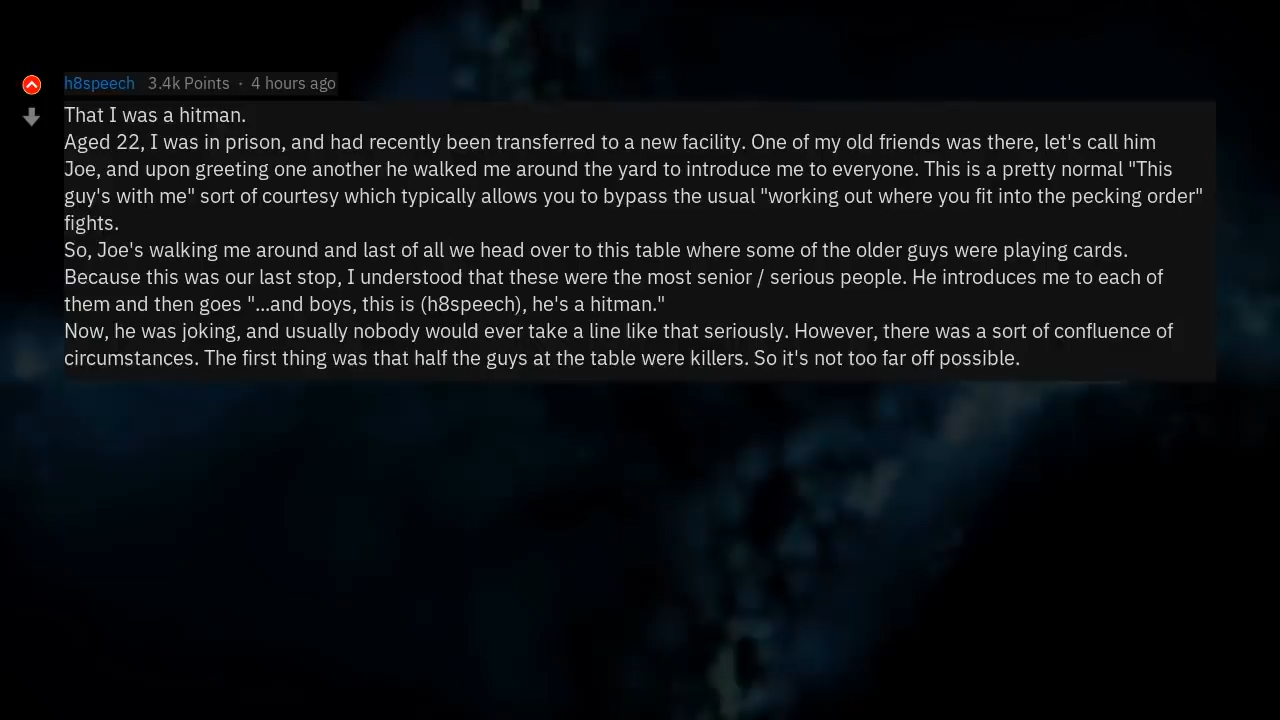 h8speech 3.4k Points · 4 hours ago
That I was a hitman.
Aged 22, I was in prison, and had recently been transferred to a new facility. One of my old friends was there, let's call him
Joe, and upon greeting one another he walked me around the yard to introduce me to everyone. This is a pretty normal "This
guy's with me" sort of courtesy which typically allows you to bypass the usual "working out where you fit into the pecking order"
fights.
So, Joe's walking me around and last of all we head over to this table where some of the older guys were playing cards.
Because this was our last stop, I understood that these were the most senior / serious people. He introduces me to each of
them and then goes "...and boys, this is (h8speech), he's a hitman."
Now, he was joking, and usually nobody would ever take a line like that seriously. However, there was a sort of confluence of
circumstances. The first thing was that half the guys at the table were killers. So it's not too far off possible.